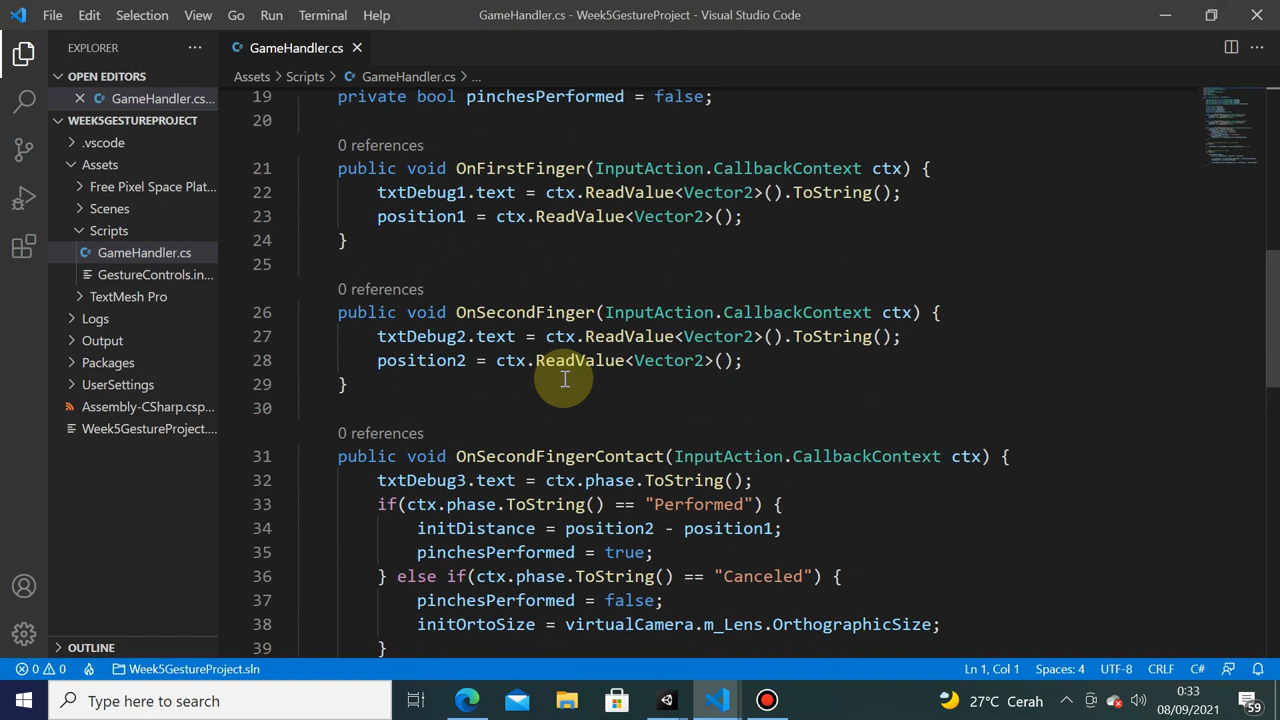 File Edit Selection View Go Run Terminal Help GameHandler.cs - Week5GestureProject - Visual Studio Code
EXPLORER
OPEN EDITORS
GameHandler.cs...
WEEK5GESTUREPROJECT
.vscode
Assets
Free Pixel Space Plat...
Scenes
Scripts
GameHandler.cs
GestureControls.in...
TextMesh Pro
Logs
Obj
Packages
UserSettings
Assembly-CSharp.csp...
Week5GestureProject....
OUTLINE
GameHandler.cs
Assets > Scripts > GameHandler.cs > ...
19 private bool pinchesPerformed = false;
20
0 references
21 public void OnFirstFinger(InputAction.CallbackContext ctx) {
22 txtDebug1.text = ctx.ReadValue<Vector2>().ToString();
23 position1 = ctx.ReadValue<Vector2>();
24 }
25
0 references
26 public void OnSecondFinger(InputAction.CallbackContext ctx) {
27 txtDebug2.text = ctx.ReadValue<Vector2>().ToString();
28 position2 = ctx.ReadValue<Vector2>();
29 }
30
0 references
31 public void OnSecondFingerContact(InputAction.CallbackContext ctx) {
32 txtDebug3.text = ctx.phase.ToString();
33 if(ctx.phase.ToString() == "Performed") {
34 initDistance = position2 - position1;
35 pinchesPerformed = true;
36 } else if(ctx.phase.ToString() == "Canceled") {
37 pinchesPerformed = false;
38 initOrtoSize = virtualCamera.m_Lens.OrthographicSize;
39 }
0 0 Week5GestureProject.sln Ln 1, Col 1 Spaces: 4 UTF-8 CRLF C#
Type here to search 27°C Cerah 0:33
08/09/2021
59